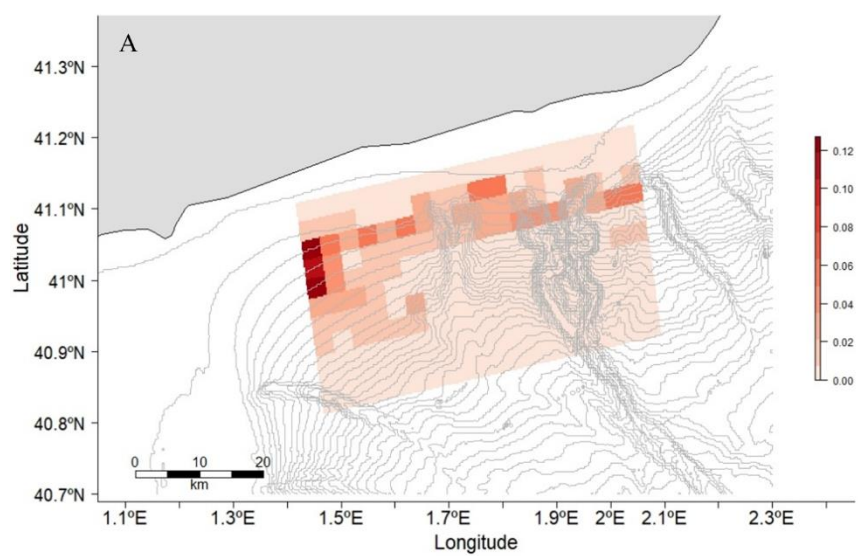 A
41.3ºN
41.2ºN
41.1ºN
41ºN
40.9ºN
40.8ºN
40.7ºN
Latitude
0.12
0.10
0.08
0.06
0.04
0.02
0.00
0 10 20
km
1.1ºE 1.3ºE 1.5ºE 1.7ºE 1.9ºE 2ºE 2.1ºE 2.3ºE
Longitude